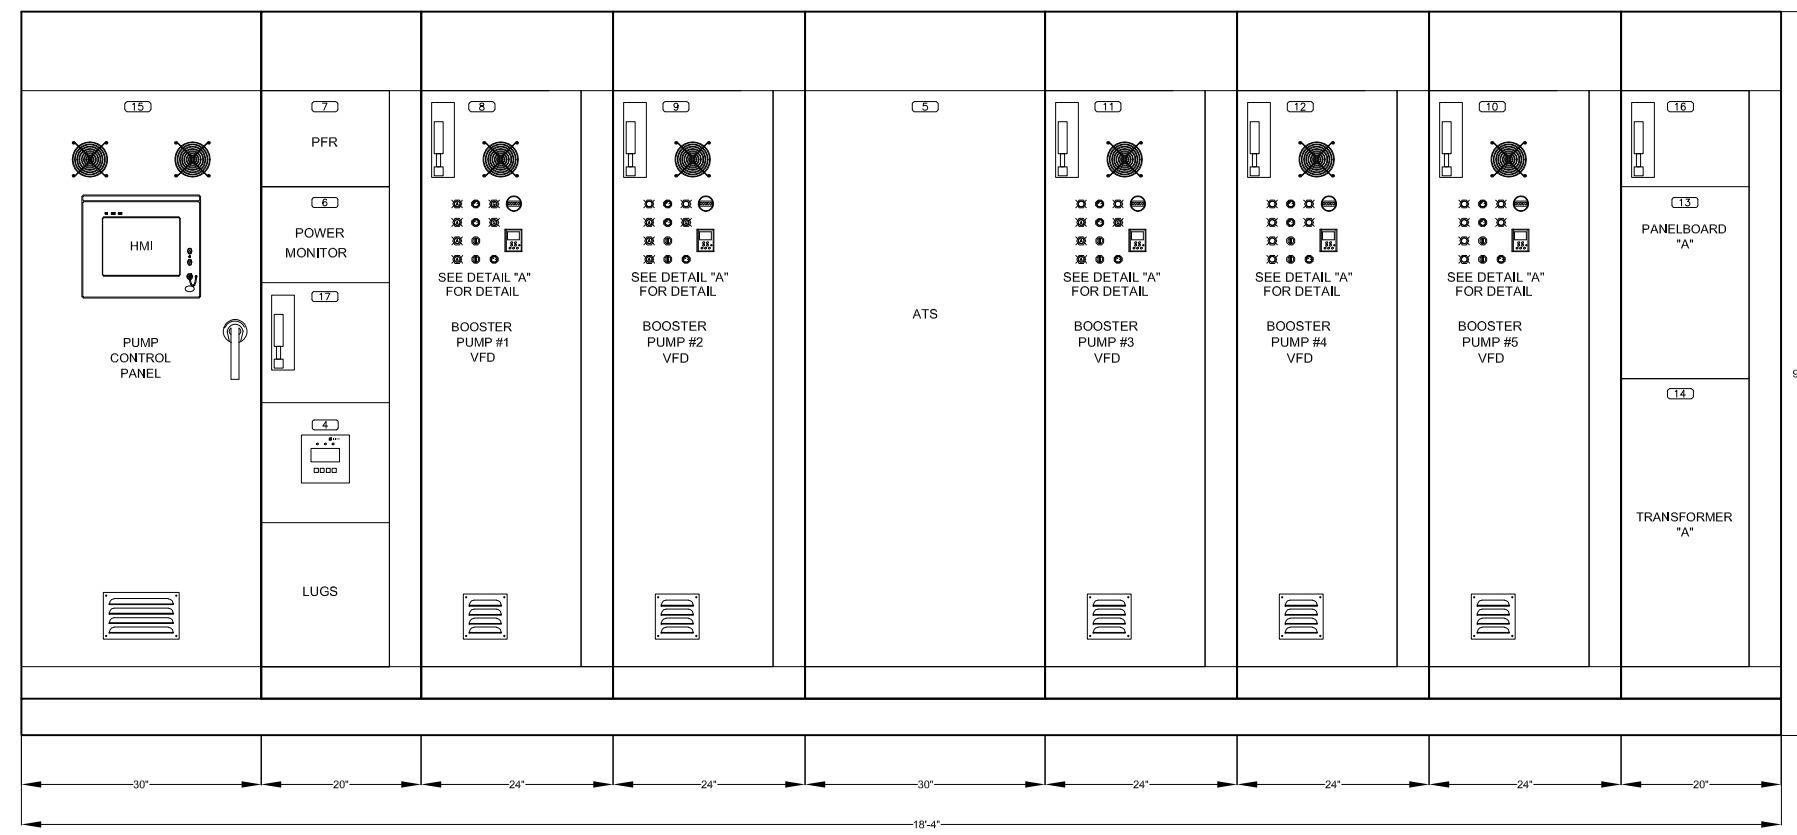 15
HMI
PUMP
CONTROL
PANEL
7
PFR
6
POWER
MONITOR
17
4
LUGS
8
SEE DETAIL "A"
FOR DETAIL
BOOSTER
PUMP #1
VFD
9
SEE DETAIL "A"
FOR DETAIL
BOOSTER
PUMP #2
VFD
5
ATS
11
SEE DETAIL "A"
FOR DETAIL
BOOSTER
PUMP #3
VFD
12
SEE DETAIL "A"
FOR DETAIL
BOOSTER
PUMP #4
VFD
10
SEE DETAIL "A"
FOR DETAIL
BOOSTER
PUMP #5
VFD
16
13
PANELBOARD
"A"
14
TRANSFORMER
"A"
30" 20" 24" 24" 30" 24" 24" 24" 20"
18'-4"